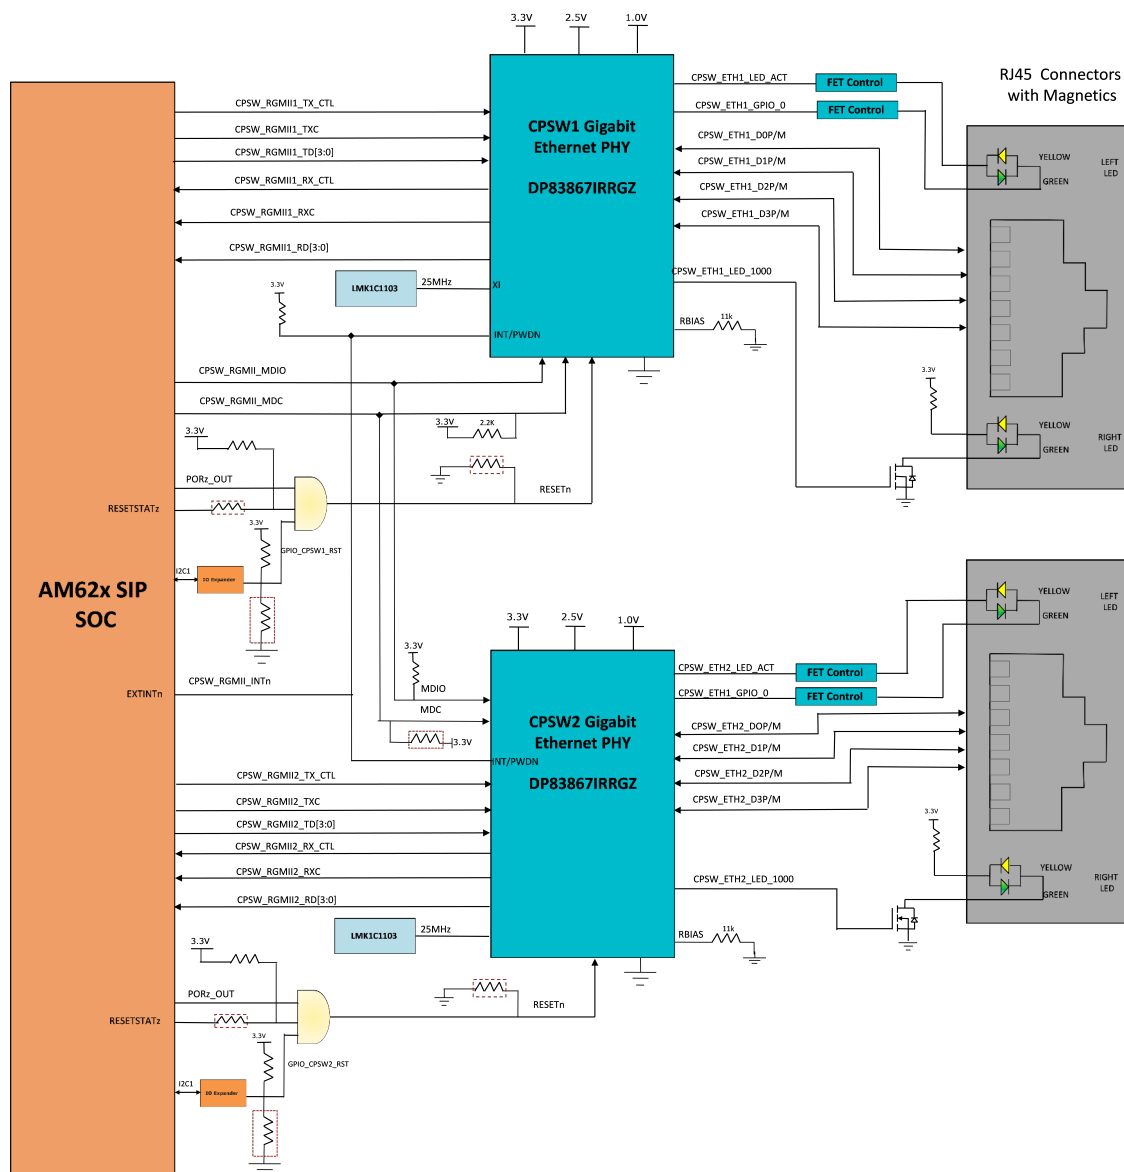 3.3V
2.5V
1.0V
CPSW_ETH1_LED_ACT
FET Control
RJ45 Connectors
with Magnetics
CPSW_RGMII1_TX_CTL
CPSW_ETH1_GPIO_0
FET Control
CPSW_RGMII1_TXC
CPSW1 Gigabit
Ethernet PHY
CPSW_ETH1_D0P/M
CPSW_RGMII1_TD[3:0]
YELLOW
LEFT
LED
CPSW_ETH1_D1P/M
CPSW_RGMII1_RX_CTL
DP83867IRRGZ
GREEN
CPSW_ETH1_D2P/M
CPSW_RGMII1_RXC
CPSW_ETH1_D3P/M
CPSW_RGMII1_RD[3:0]
CPSW_ETH1_LED_1000
LMK1C1103
25MHz
XI
3.3V
RBIAS
11k
INT/PWDN
CPSW_RGMII_MDIO
3.3V
CPSW_RGMII_MDC
3.3V
2.2K
YELLOW
3.3V
RIGHT
LED
GREEN
PORz_OUT
RESETn
RESETSTATz
3.3V
GPIO_CPSW1_RST
I2C1
IO Expander
AM62x SIP
SOC
YELLOW
LEFT
LED
GREEN
3.3V
2.5V
1.0V
3.3V
CPSW_ETH2_LED_ACT
FET Control
CPSW_RGMII_INTn
EXTINTn
MDIO
CPSW_ETH1_GPIO_0
FET Control
MDC
CPSW2 Gigabit
Ethernet PHY
CPSW_ETH2_DOP/M
3.3V
CPSW_ETH2_D1P/M
INT/PWDN
CPSW_RGMII2_TX_CTL
DP83867IRRGZ
CPSW_ETH2_D2P/M
CPSW_RGMII2_TXC
CPSW_ETH2_D3P/M
3.3V
CPSW_RGMII2_TD[3:0]
CPSW_RGMII2_RX_CTL
CPSW_RGMII2_RXC
CPSW_ETH2_LED_1000
YELLOW
RIGHT
LED
GREEN
CPSW_RGMII2_RD[3:0]
LMK1C1103
25MHz
RBIAS
11k
3.3V
PORz_OUT
RESETn
RESETSTATz
3.3V
GPIO_CPSW2_RST
I2C1
I/O Expander